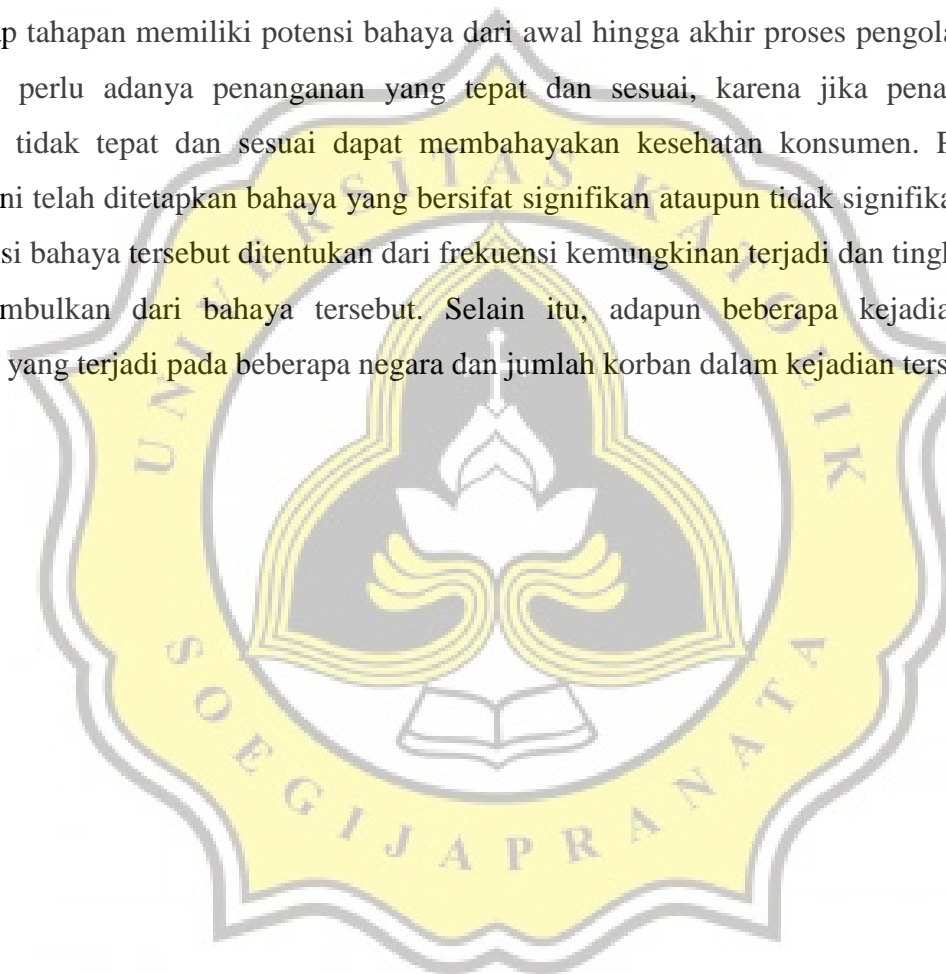 p tahapan memiliki potensi bahaya dari awal hingga akhir proses pengola
perlu adanya penanganan yang tepat dan sesuai, karena jika pena
tidak tepat dan sesuai dapat membahayakan kesehatan konsumen. P
ni telah ditetapkan bahaya yang bersifat signifikan ataupun tidak signifika
si bahaya tersebut ditentukan dari frekuensi kemungkinan terjadi dan tingl
mbulkan dari bahaya tersebut. Selain itu, adapun beberapa kejadia
yang terjadi pada beberapa negara dan jumlah korban dalam kejadian ters
UNIVERSITAS KATOLIK
SOEGIJAPRANATA